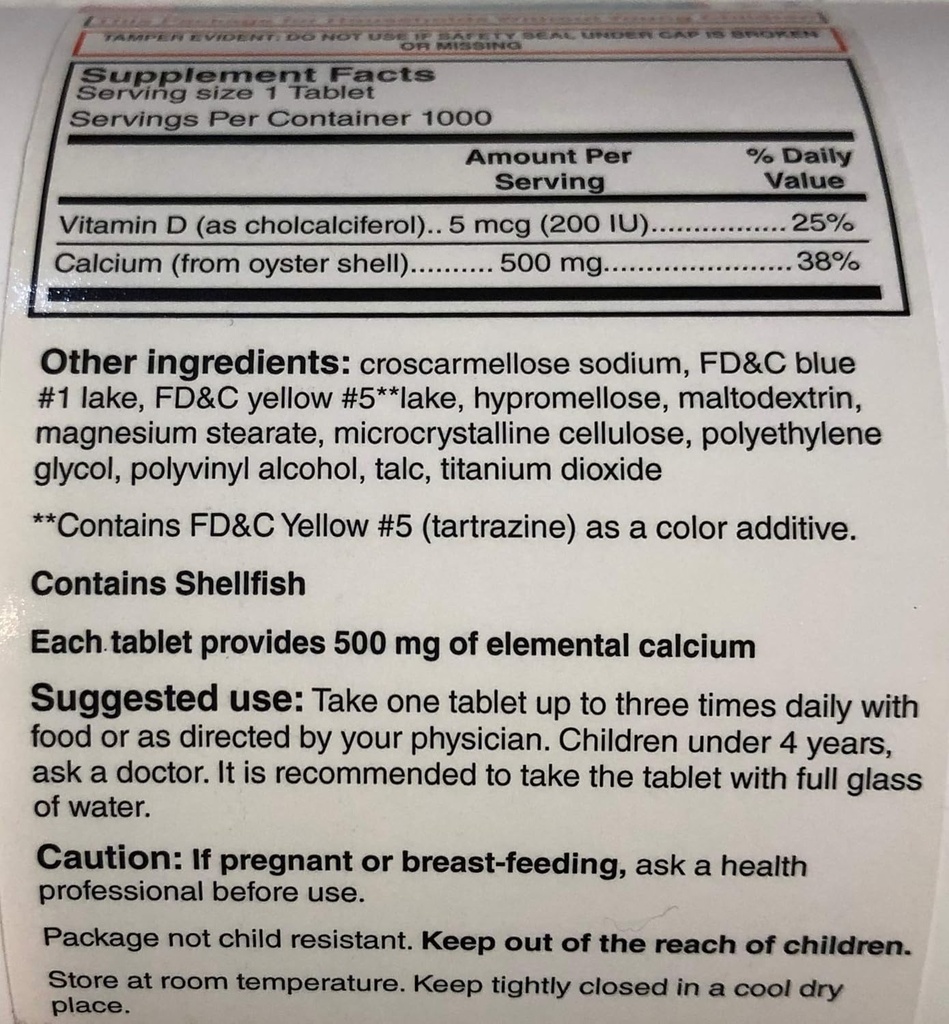 This Package for Households Without Young Children
TAMPER EVIDENT: DO NOT USE IF SAFETY SEAL UNDER CAP IS BROKEN
OR MISSING
Supplement Facts
Serving size 1 Tablet
Servings Per Container 1000
Amount Per Serving % Daily Value
Vitamin D (as cholcalciferol).. 5 mcg (200 IU)................ 25%
Calcium (from oyster shell).......... 500 mg...................... 38%
Other ingredients: croscarmellose sodium, FD&C blue
#1 lake, FD&C yellow #5**lake, hypromellose, maltodextrin,
magnesium stearate, microcrystalline cellulose, polyethylene
glycol, polyvinyl alcohol, talc, titanium dioxide
**Contains FD&C Yellow #5 (tartrazine) as a color additive.
Contains Shellfish
Each tablet provides 500 mg of elemental calcium
Suggested use: Take one tablet up to three times daily with
food or as directed by your physician. Children under 4 years,
ask a doctor. It is recommended to take the tablet with full glass
of water.
Caution: If pregnant or breast-feeding, ask a health
professional before use.
Package not child resistant. Keep out of the reach of children.
Store at room temperature. Keep tightly closed in a cool dry
place.